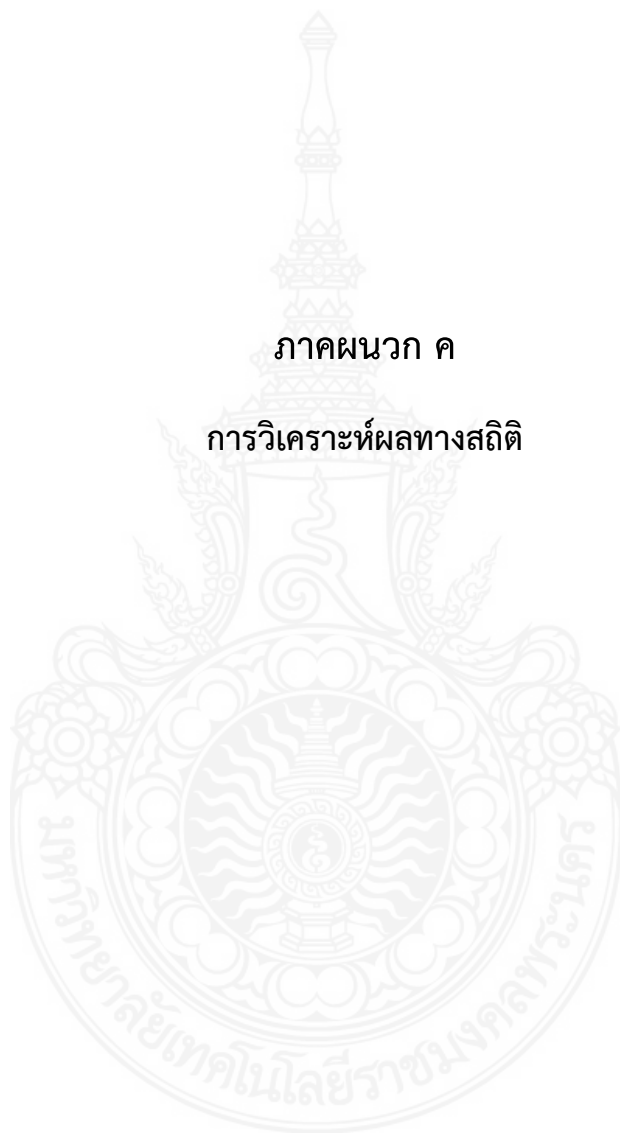 ภาคผนวก ค
การวิเคราะห์ผลทางสถิติ
มหาวิทยาลัยเทคโนโลยีราชมงคลพระนคร